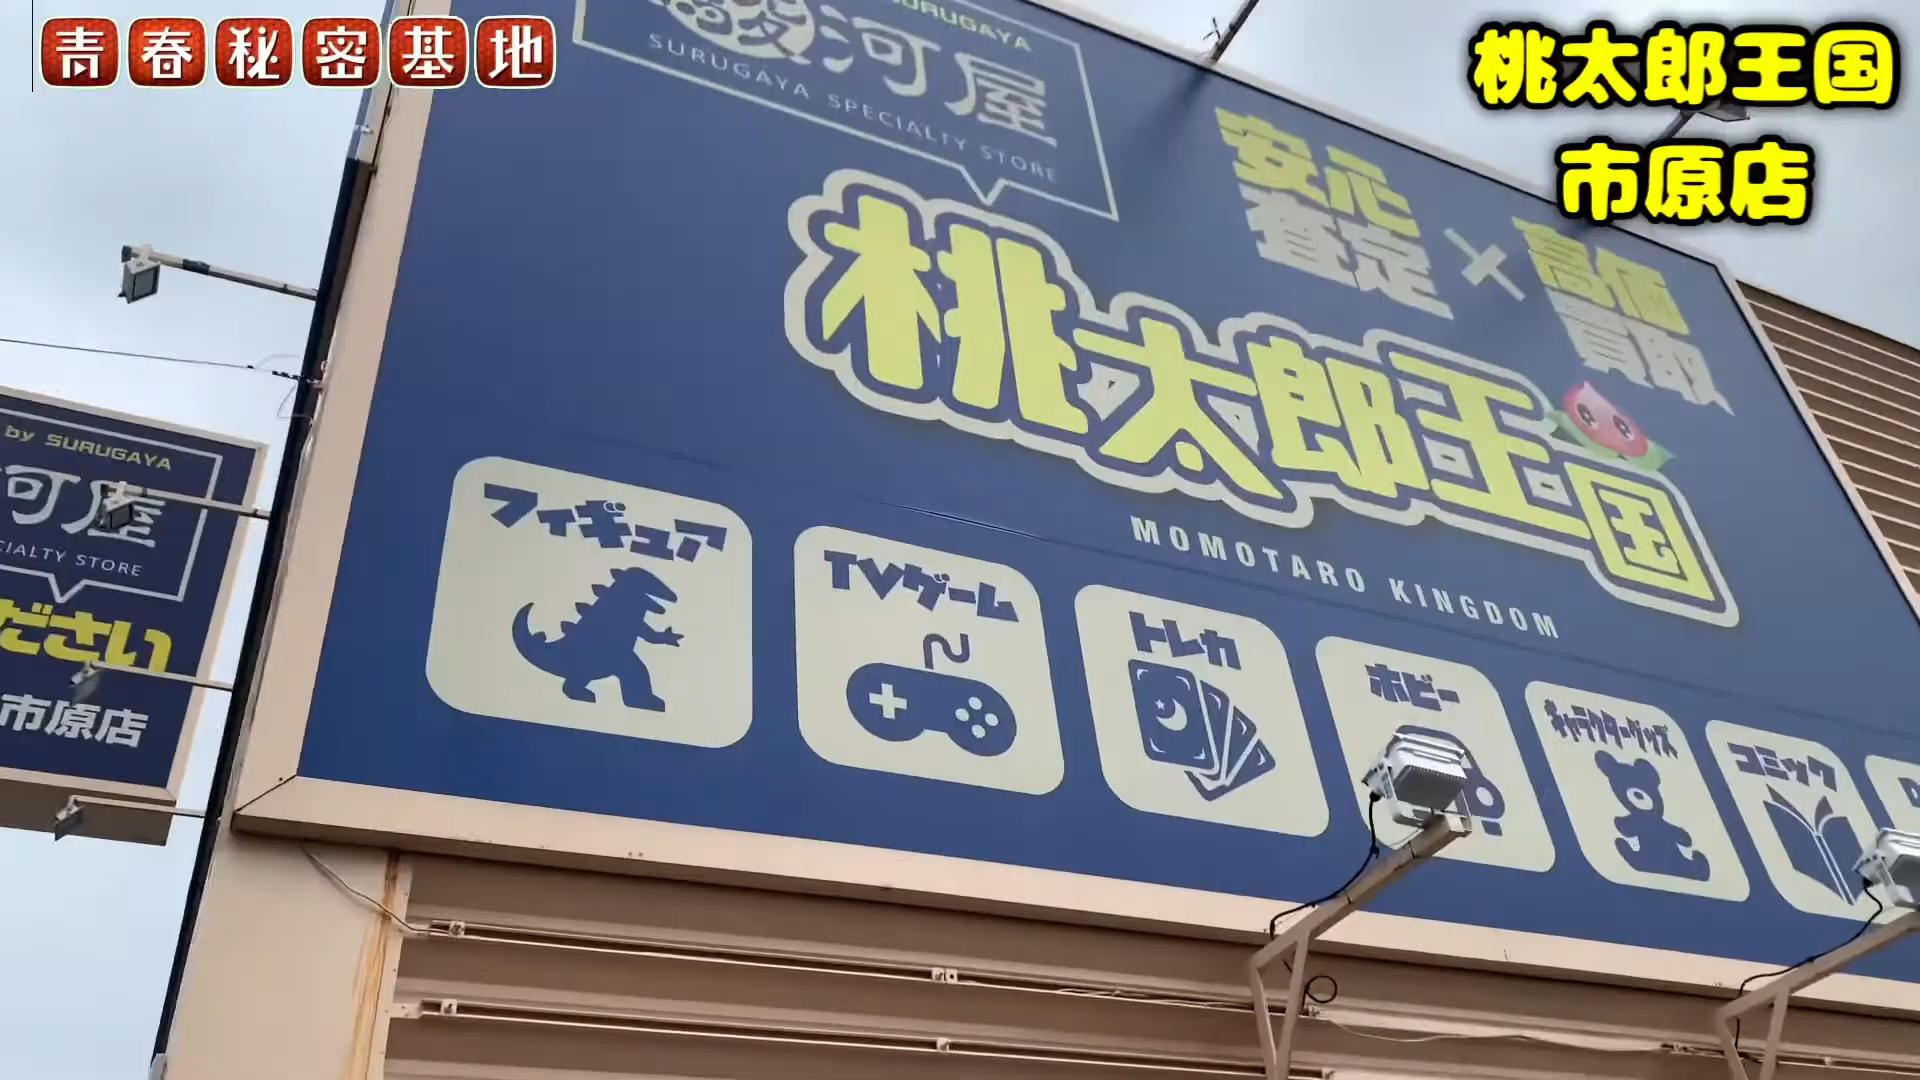 青春秘密基地
桃太郎王国
市原店
SURUGAYA
駿河屋
SURUGAYA SPECIALTY STORE
安心査定×高価買取
桃太郎王国
MOMOTARO KINGDOM
フィギュア
TVゲーム
トレカ
ホビー
キャラクターグッズ
コミック
by SURUGAYA
河屋
CIALTY STORE
ださい
市原店